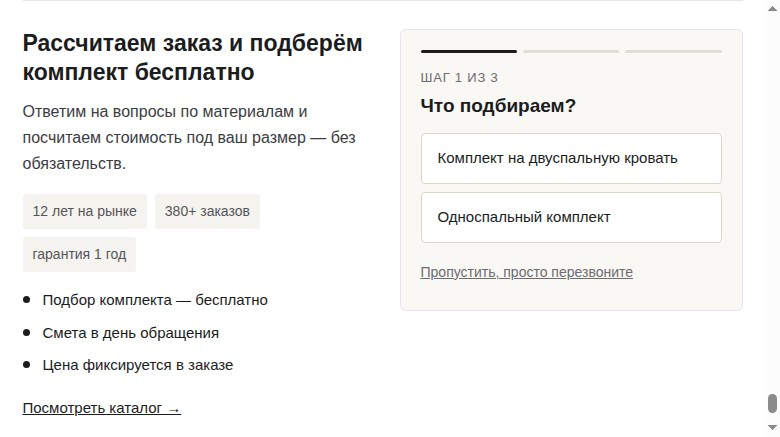 Рассчитаем заказ и подберём
комплект бесплатно
Ответим на вопросы по материалам и
посчитаем стоимость под ваш размер — без
обязательств.
12 лет на рынке
380+ заказов
гарантия 1 год
Подбор комплекта — бесплатно
Смета в день обращения
Цена фиксируется в заказе
Посмотреть каталог →
ШАГ 1 ИЗ 3
Что подбираем?
Комплект на двуспальную кровать
Односпальный комплект
Пропустить, просто перезвоните